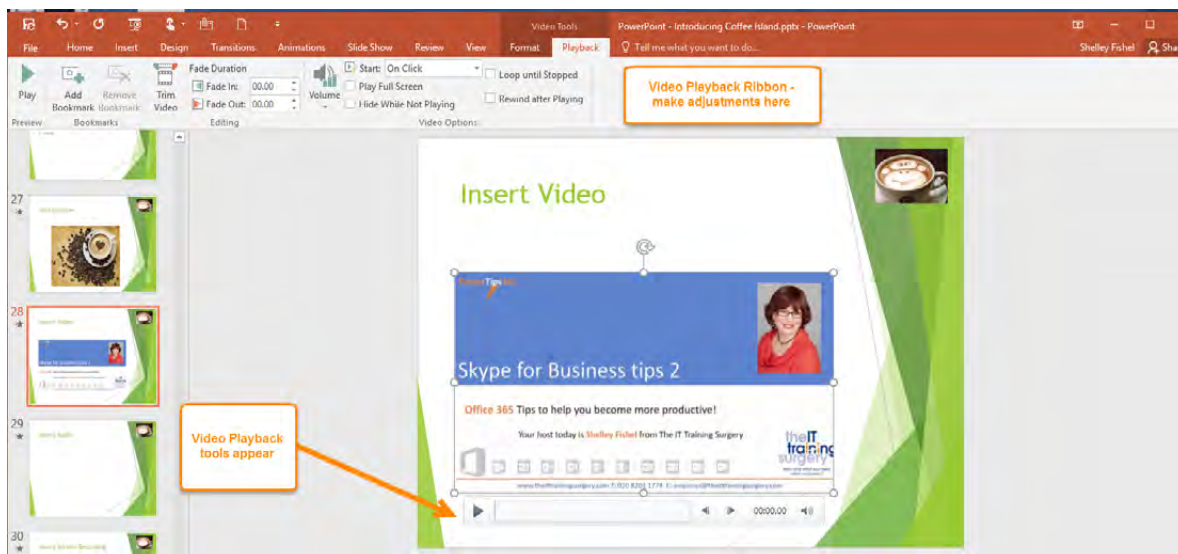 Video Tools
PowerPoint - Introducing Coffee Island.pptx - PowerPoint
File Home Insert Design Transitions Animations Slide Show Review View Format Playback Tell me what you want to do... Shelley Fishel Sha
Play
Add Bookmark
Remove Bookmark
Trim Video
Fade Duration
Fade In: 00.00
Fade Out: 00.00
Volume
Start: On Click
Play Full Screen
Hide While Not Playing
Loop until Stopped
Rewind after Playing
Preview Bookmarks Editing Video Options
Video Playback Ribbon -
make adjustments here
27
28
29
30
Insert Video
Skype for Business tips 2
Office 365 Tips to help you become more productive!
Your host today is Shelley Fishel from The IT Training Surgery
theIT
training
surgery
00:00.00
Video Playback
tools appear